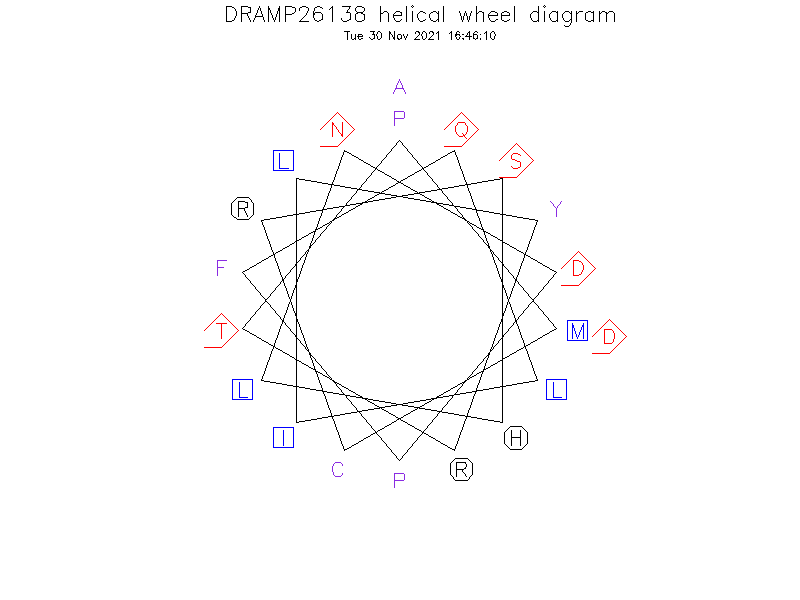 DRAMP26138 helical wheel diagram
Tue 30 Nov 2021 16:46:10
A
P
N
Q
L
S
R
Y
F
D
T
M
D
L
L
I
H
C
R
P